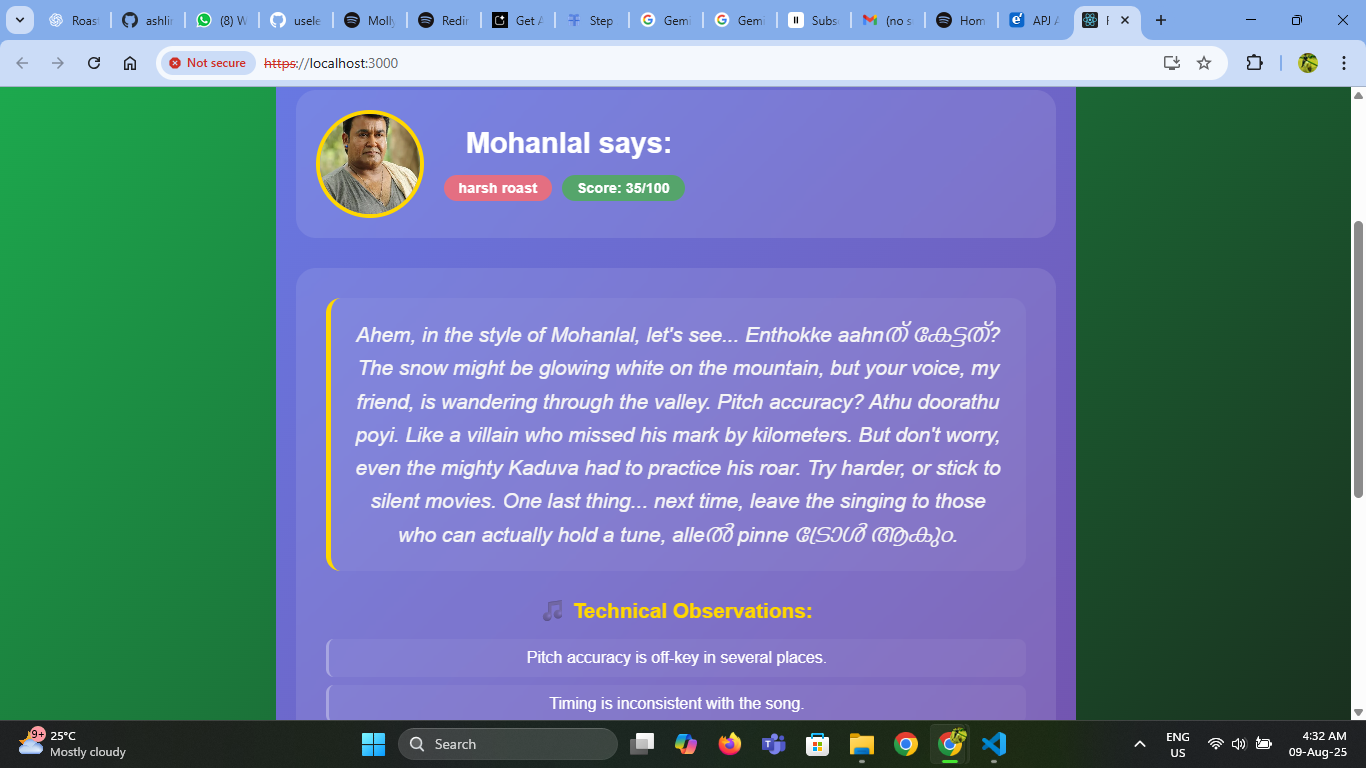 Roas
ashlin
(8) W
usele
Molly
Redir
Get A
Step
Gemi
Gemi
Subs
(no s
Hom
APJ A
Not secure
https://localhost:3000
Mohanlal says:
harsh roast
Score: 35/100
Ahem, in the style of Mohanlal, let's see... Enthokke aahnത് കേട്ടത്?
The snow might be glowing white on the mountain, but your voice, my
friend, is wandering through the valley. Pitch accuracy? Athu doorathu
poyi. Like a villain who missed his mark by kilometers. But don't worry,
even the mighty Kaduva had to practice his roar. Try harder, or stick to
silent movies. One last thing... next time, leave the singing to those
who can actually hold a tune, alleൽ pinne ട്രോൾ ആകും.
Technical Observations:
Pitch accuracy is off-key in several places.
Timing is inconsistent with the song.
9+
25°C
Mostly cloudy
Search
ENG
US
4:32 AM
09-Aug-25